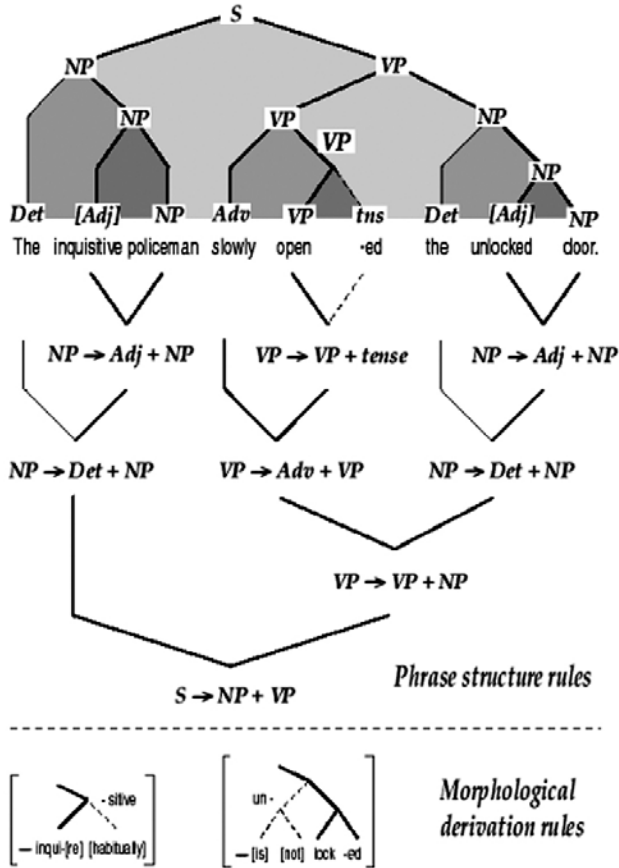 S
NP VP
NP VP VP NP
NP
Det [Adj] NP Adv VP tns Det [Adj] NP
The inquisitive policeman slowly open -ed the unlocked door.
NP → Adj + NP VP → VP + tense NP → Adj + NP
NP → Det + NP VP → Adv + VP NP → Det + NP
VP → VP + NP
Phrase structure rules
S → NP + VP
- sitive
un -
— inqui-[re] [habitually]
— [is] [not] lock -ed
Morphological
derivation rules